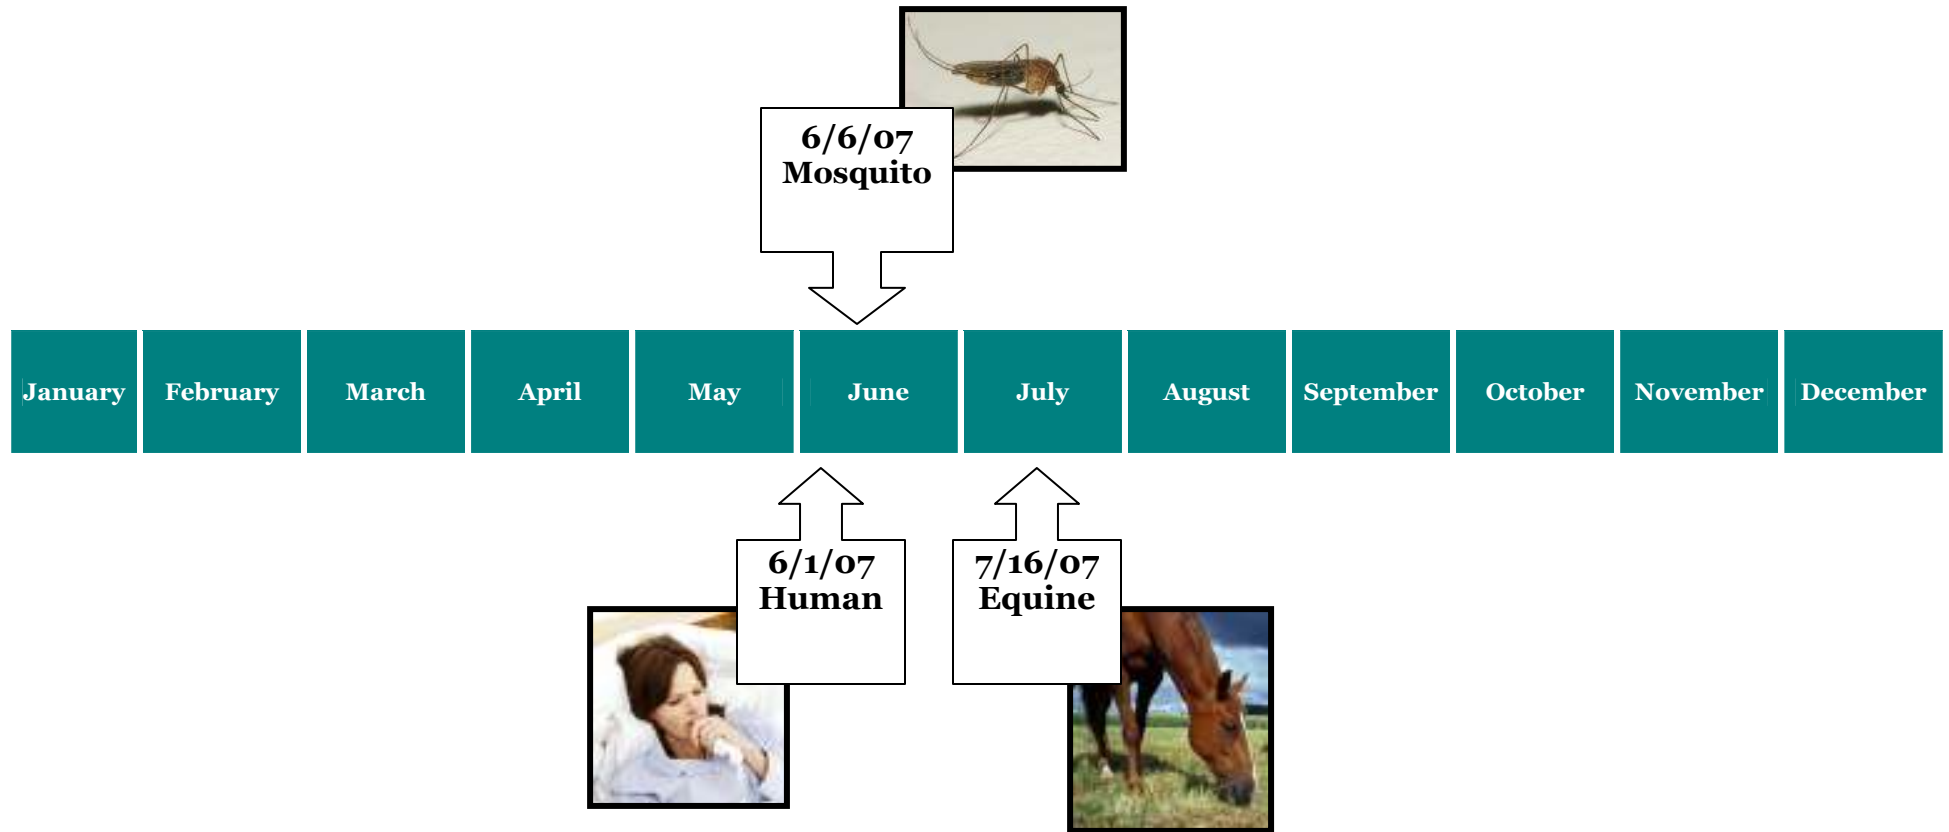 6/6/07
Mosquito
January
February
March
April
May
June
July
August
September
October
November
December
6/1/07
Human
7/16/07
Equine